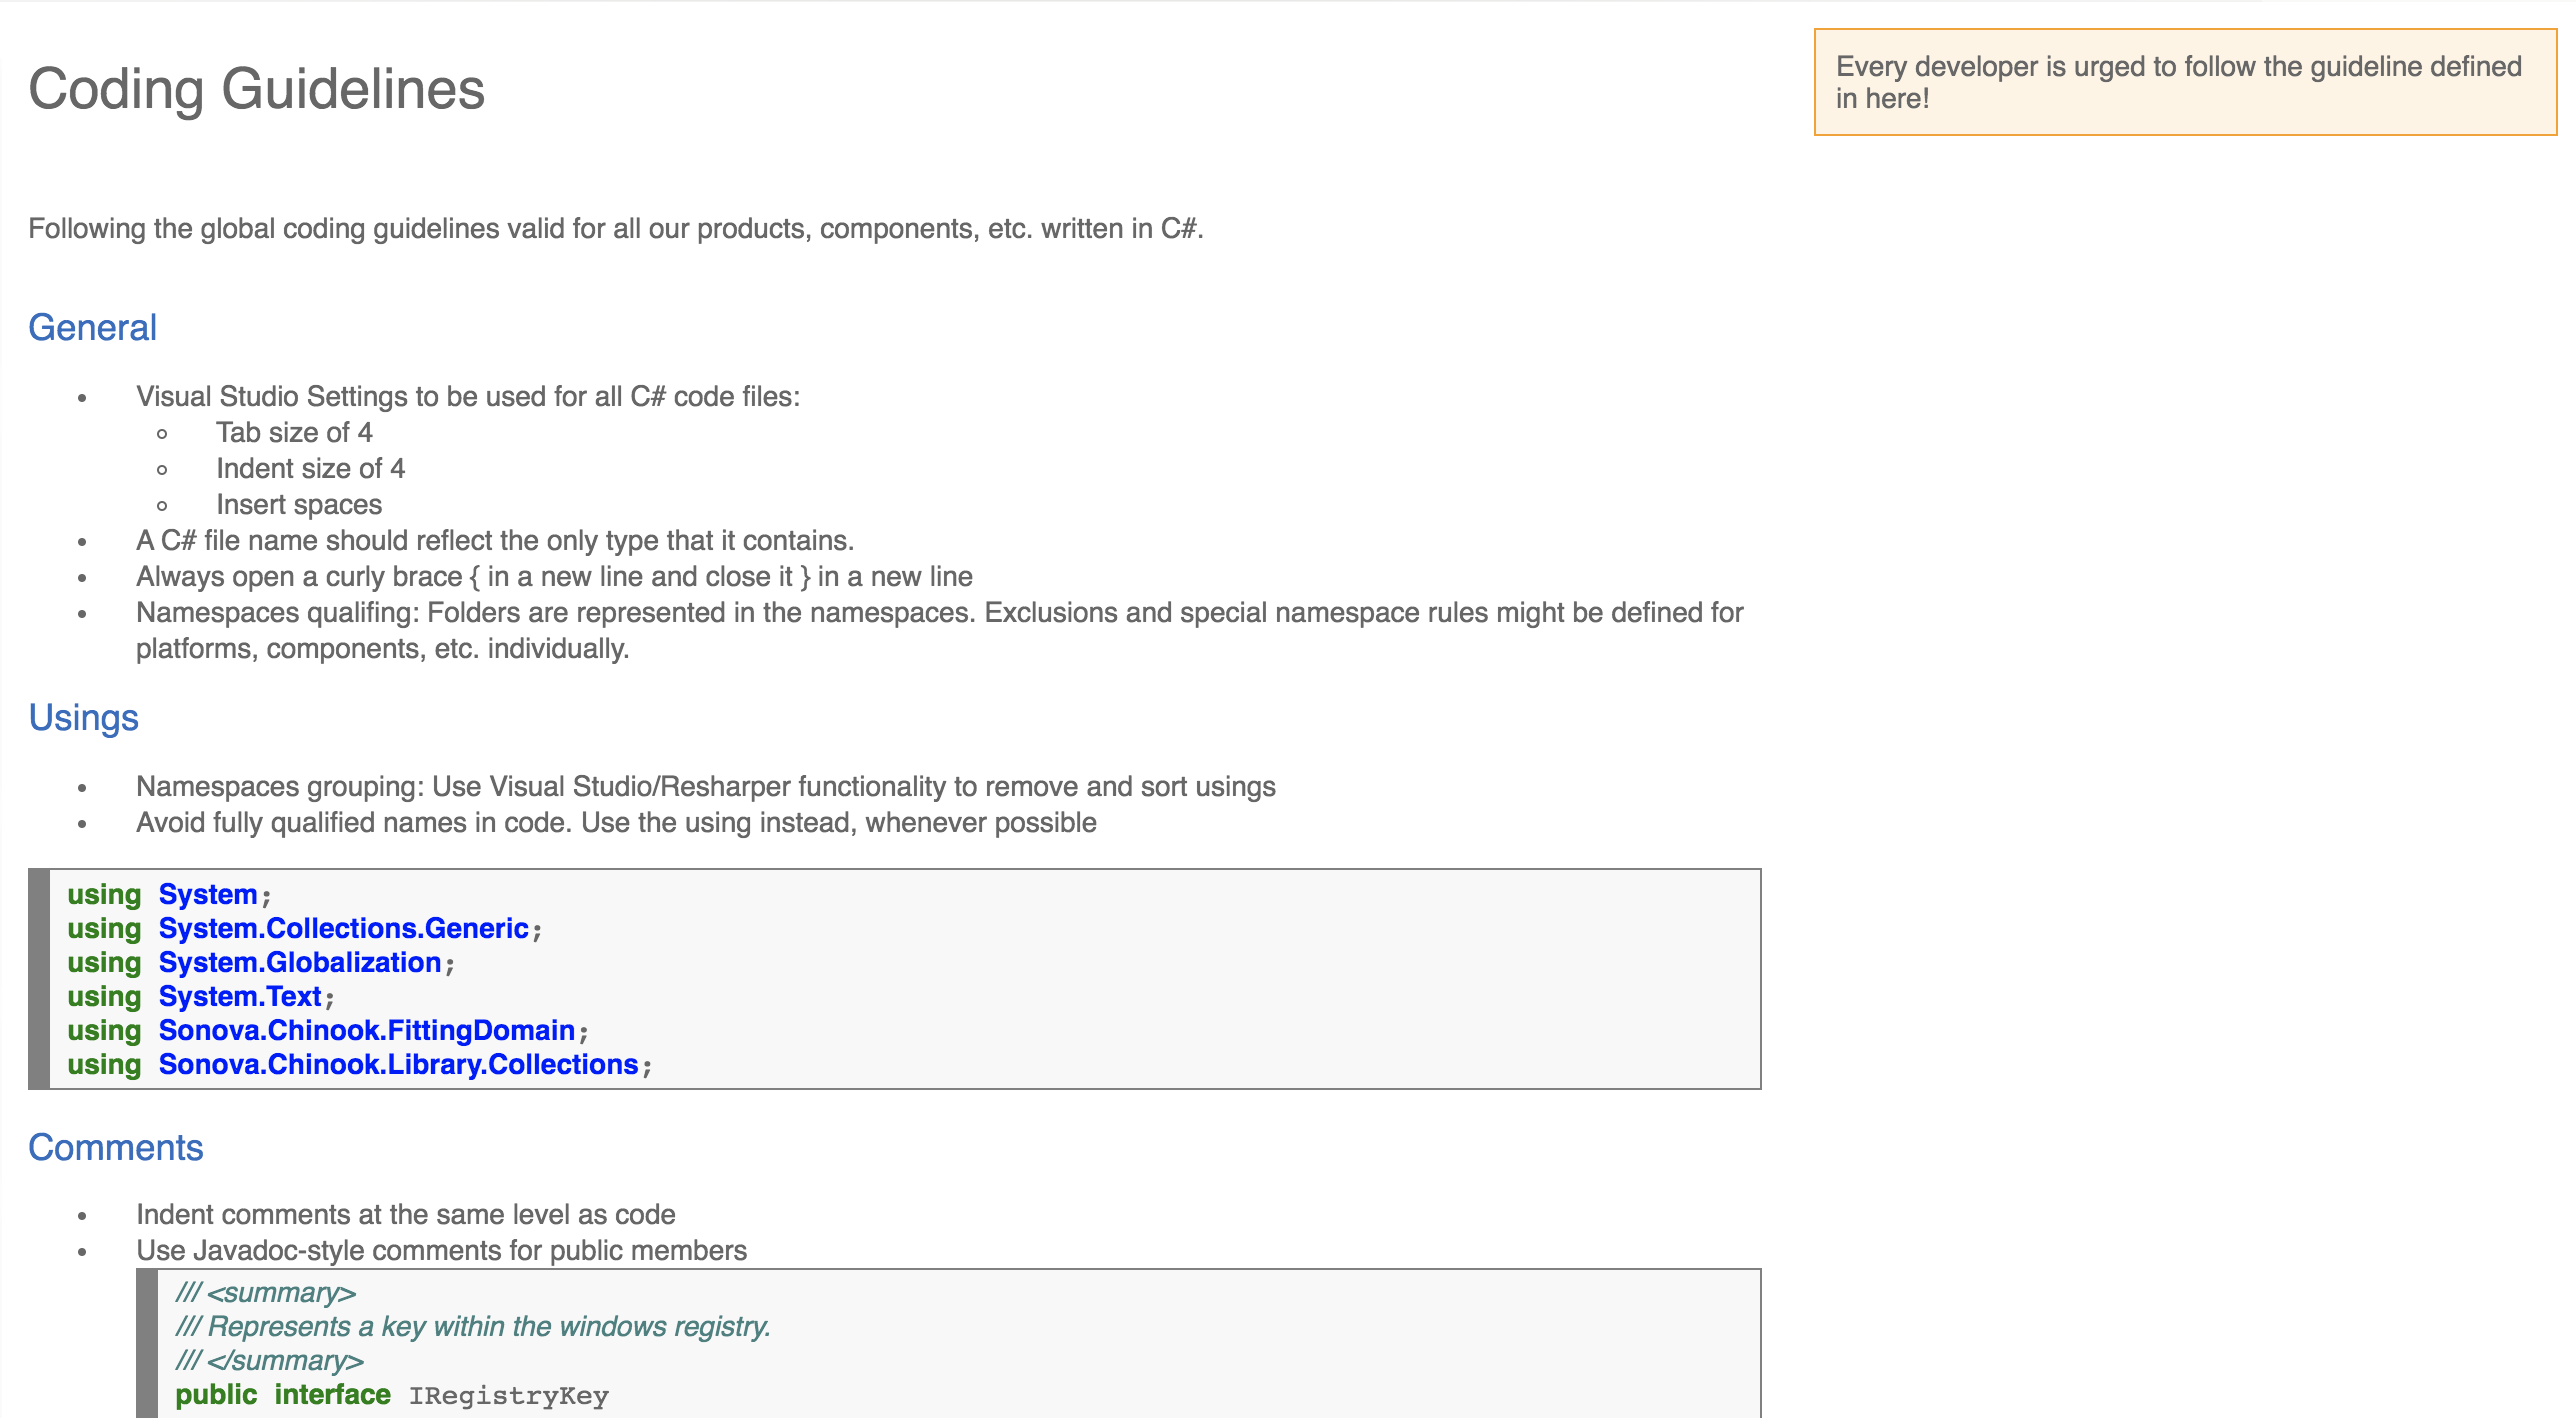 Coding Guidelines
Every developer is urged to follow the guideline defined
in here!
Following the global coding guidelines valid for all our products, components, etc. written in C#.
General
• Visual Studio Settings to be used for all C# code files:
○ Tab size of 4
○ Indent size of 4
○ Insert spaces
• A C# file name should reflect the only type that it contains.
• Always open a curly brace { in a new line and close it } in a new line
• Namespaces qualifing: Folders are represented in the namespaces. Exclusions and special namespace rules might be defined for
platforms, components, etc. individually.
Usings
• Namespaces grouping: Use Visual Studio/Resharper functionality to remove and sort usings
• Avoid fully qualified names in code. Use the using instead, whenever possible
using System;
using System.Collections.Generic;
using System.Globalization;
using System.Text;
using Sonova.Chinook.FittingDomain;
using Sonova.Chinook.Library.Collections;
Comments
• Indent comments at the same level as code
• Use Javadoc-style comments for public members
/// <summary>
/// Represents a key within the windows registry.
/// </summary>
public interface IRegistryKey